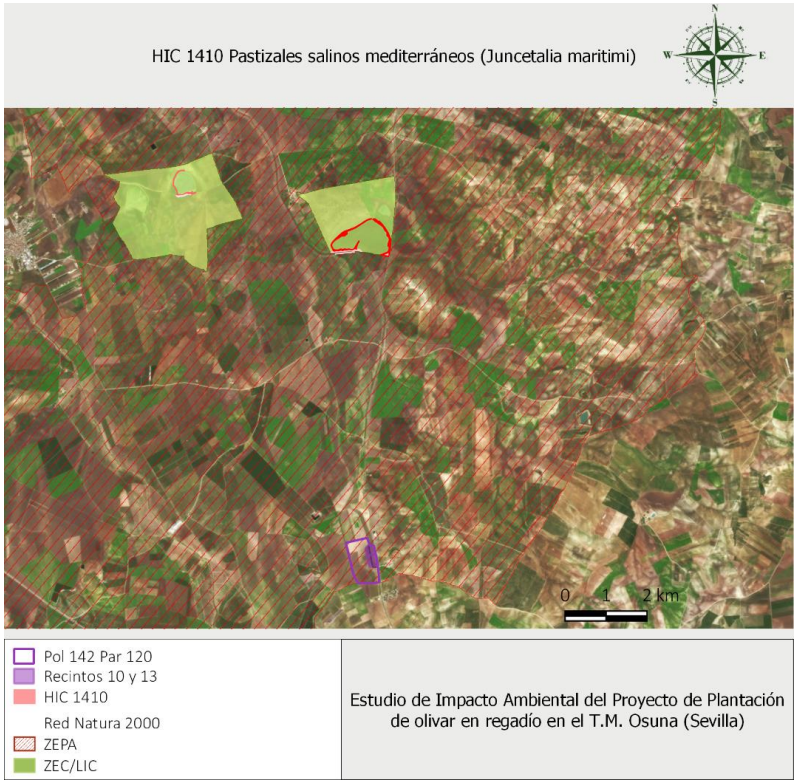 HIC 1410 Pastizales salinos mediterráneos (Juncetalia maritimi)
N
W
E
S
0 1 2 km
Pol 142 Par 120
Recintos 10 y 13
HIC 1410
Red Natura 2000
ZEPA
ZEC/LIC
Estudio de Impacto Ambiental del Proyecto de Plantación
de olivar en regadío en el T.M. Osuna (Sevilla)